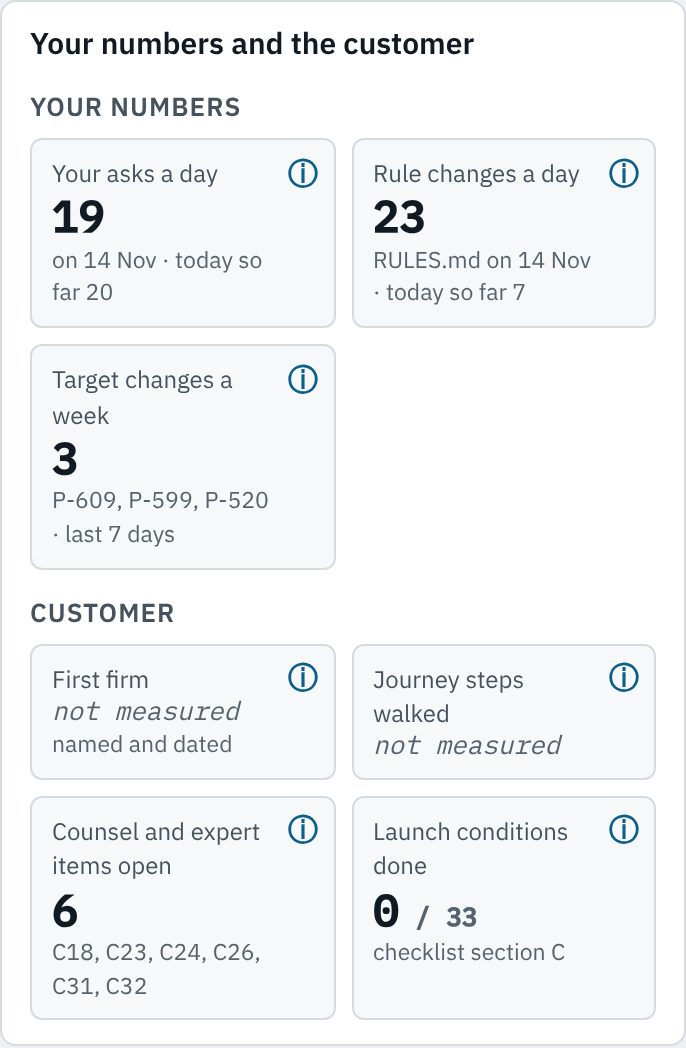 Your numbers and the customer
YOUR NUMBERS
Your asks a day
19
on 14 Nov · today so
far 20
Rule changes a day
23
RULES.md on 14 Nov
· today so far 7
Target changes a
week
3
P-609, P-599, P-520
· last 7 days
CUSTOMER
First firm
not measured
named and dated
Journey steps
walked
not measured
Counsel and expert
items open
6
C18, C23, C24, C26,
C31, C32
Launch conditions
done
0 / 33
checklist section C